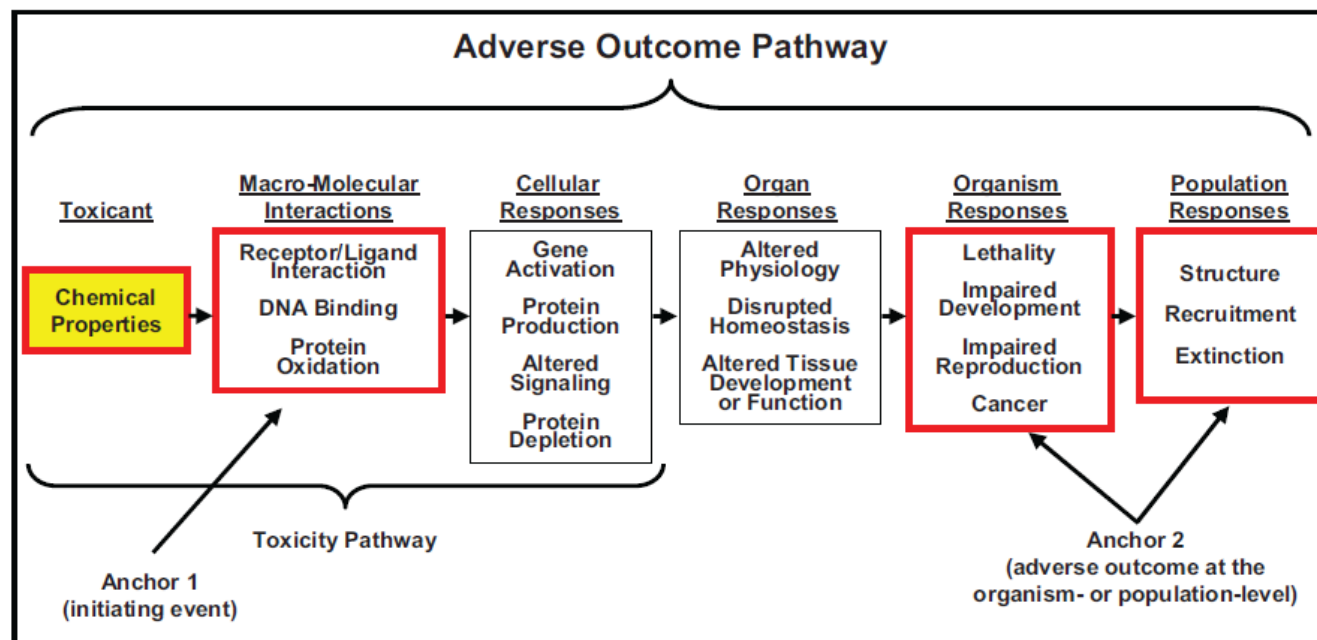 Adverse Outcome Pathway
Toxicant
Chemical
Properties
Macro-Molecular
Interactions
Receptor/Ligand
Interaction
DNA Binding
Protein
Oxidation
Cellular
Responses
Gene
Activation
Protein
Production
Altered
Signaling
Protein
Depletion
Organ
Responses
Altered
Physiology
Disrupted
Homeostasis
Altered Tissue
Development
or Function
Organism
Responses
Lethality
Impaired
Development
Impaired
Reproduction
Cancer
Population
Responses
Structure
Recruitment
Extinction
Toxicity Pathway
Anchor 1
(initiating event)
Anchor 2
(adverse outcome at the
organism- or population-level)